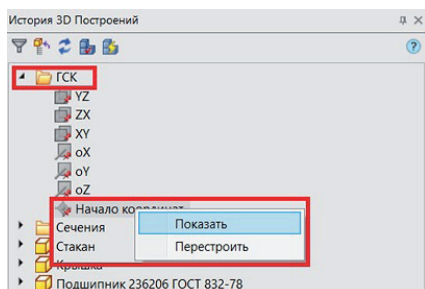 История 3D Построений
ГСК
YZ
ZX
XY
oX
oY
oZ
Начало координат
Сечения
Показать
Стакан
Перестроить
Крышка
Подшипник 236206 ГОСТ 832-78